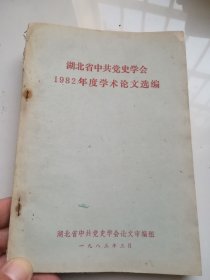 湖北省中共党史学会
1982年度学术论文选编
湖北省中共党史学会论文审编组
一九八三年三月